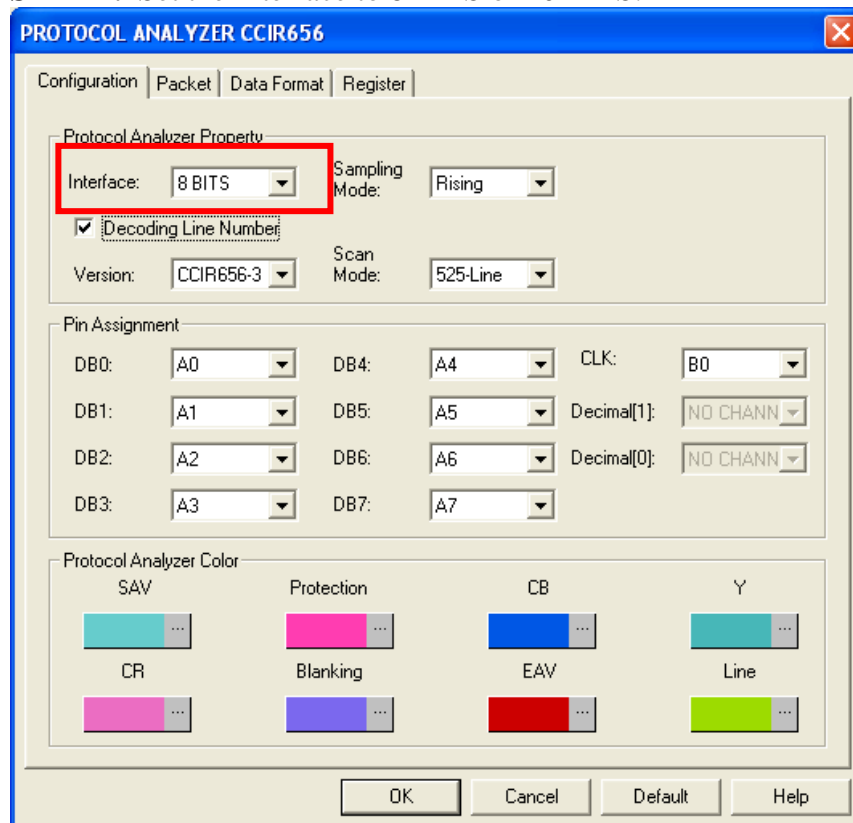 PROTOCOL ANALYZER CCIR656
Configuration Packet Data Format Register
Protocol Analyzer Property
Interface: 8 BITS Sampling Mode: Rising
Decoding Line Number
Version: CCIR656-3 Scan Mode: 525-Line
Pin Assignment
DB0: A0 DB4: A4 CLK: B0
DB1: A1 DB5: A5 Decimal[1]: NO CHANN
DB2: A2 DB6: A6 Decimal[0]: NO CHANN
DB3: A3 DB7: A7
Protocol Analyzer Color
SAV Protection CB Y
... ... ... ...
CR Blanking EAV Line
... ... ... ...
OK Cancel Default Help